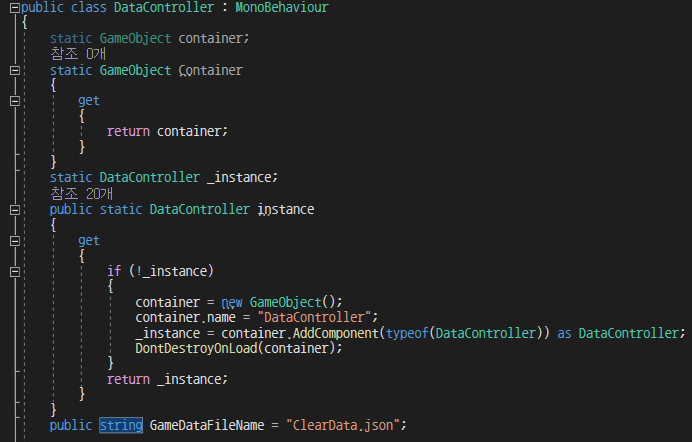 public class DataController : MonoBehaviour
{
static GameObject container;
참조 0개
static GameObject Container
{
get
{
return container;
}
}
static DataController _instance;
참조 20개
public static DataController instance
{
get
{
if (!_instance)
{
container = new GameObject();
container.name = "DataController";
_instance = container.AddComponent(typeof(DataController)) as DataController;
DontDestroyOnLoad(container);
}
return _instance;
}
}
public string GameDataFileName = "ClearData.json";